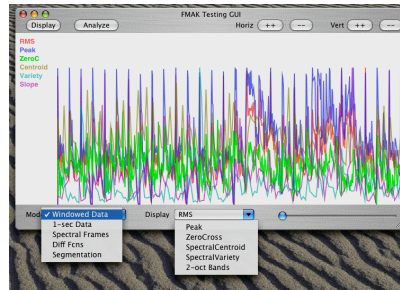 FMAK Testing GUI
Display Analyze Horiz ++ -- Vert ++ --
RMS
Peak
ZeroC
Centroid
Variety
Slope
Mod ✓ Windowed Data Display RMS
1-sec Data
Spectral Frames
Diff Fcns
Segmentation
Peak
ZeroCross
SpectralCentroid
SpectralVariety
2-oct Bands